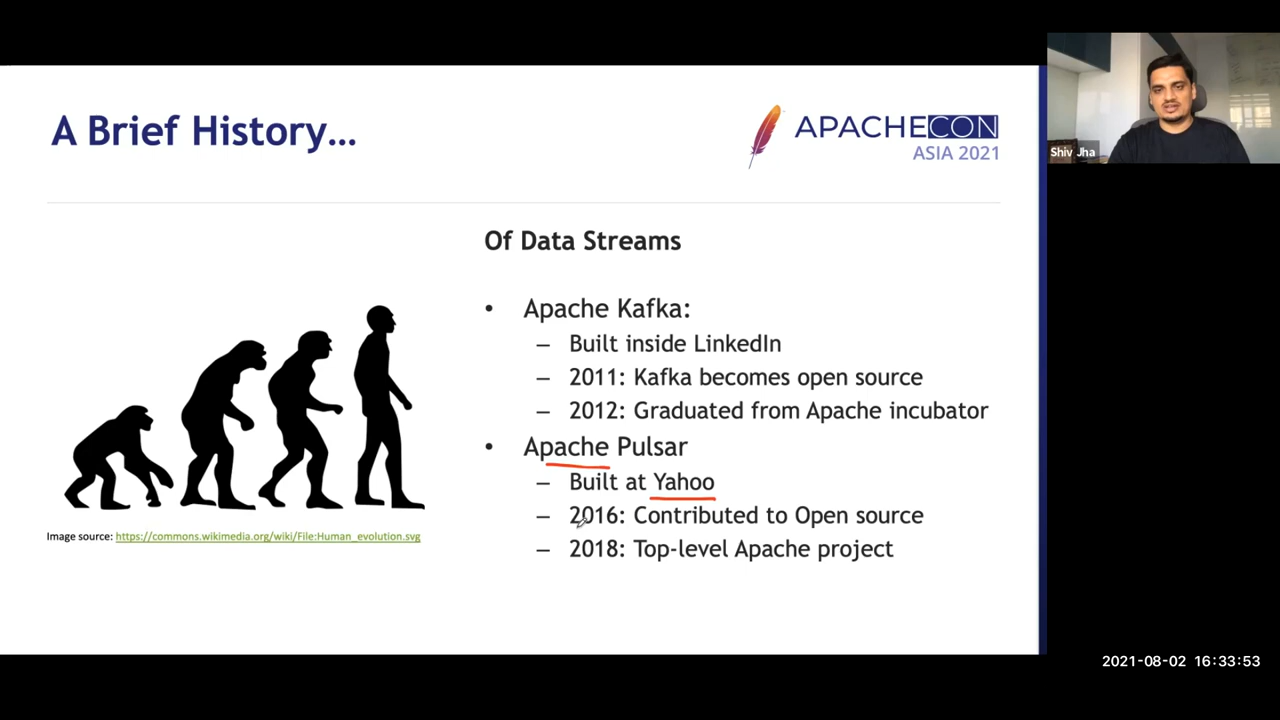 A Brief History...
APACHECON
ASIA 2021
Shiv Jha
Of Data Streams
• Apache Kafka:
– Built inside LinkedIn
– 2011: Kafka becomes open source
– 2012: Graduated from Apache incubator
• Apache Pulsar
– Built at Yahoo
– 2016: Contributed to Open source
– 2018: Top-level Apache project
Image source: https://commons.wikimedia.org/wiki/File:Human_evolution.svg
2021-08-02 16:33:53